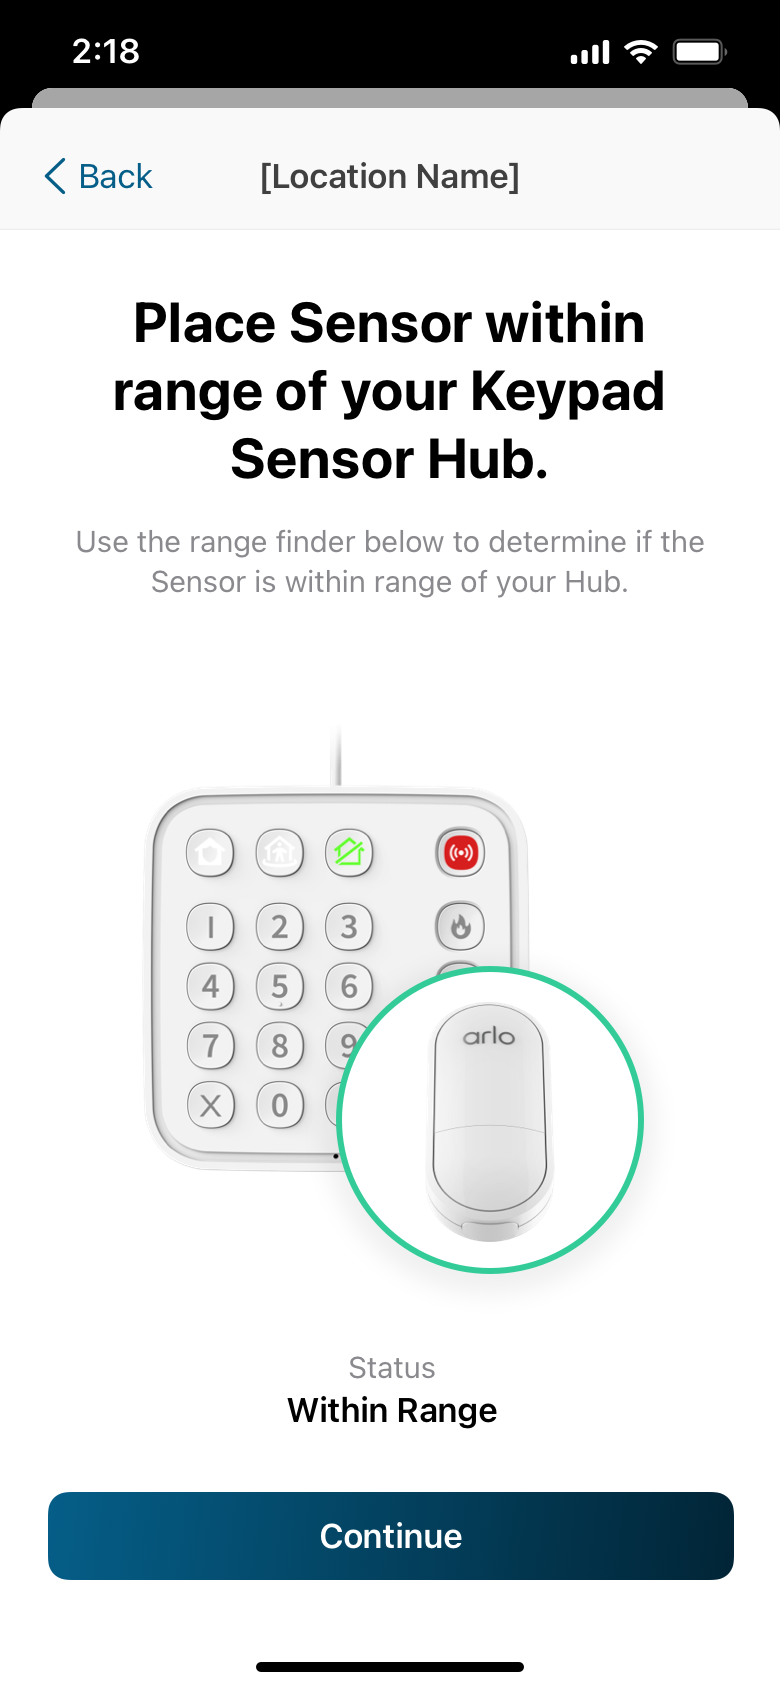 2:18
Back
[Location Name]
Place Sensor within
range of your Keypad
Sensor Hub.
Use the range finder below to determine if the
Sensor is within range of your Hub.
1 2 3
4 5 6
7 8 9
X 0
arlo
Status
Within Range
Continue